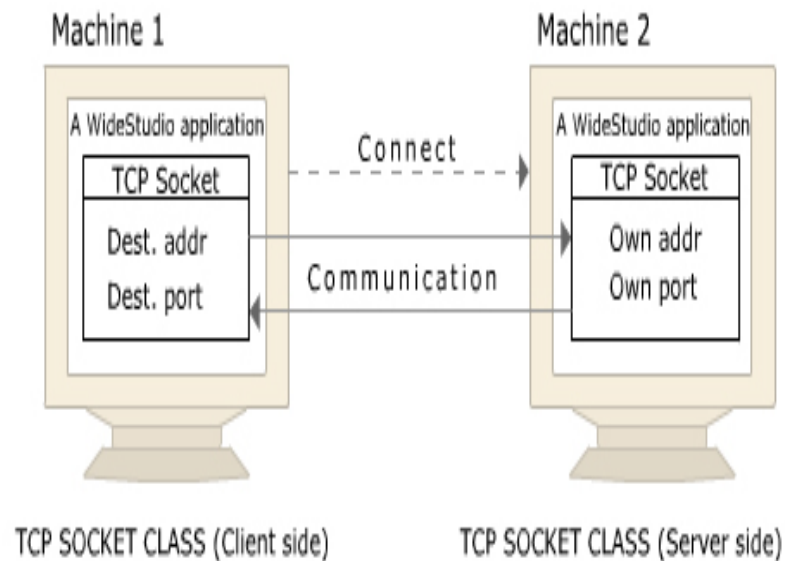 Machine 1
Machine 2
A WideStudio application
TCP Socket
Dest. addr
Dest. port
Connect
Communication
A WideStudio application
TCP Socket
Own addr
Own port
TCP SOCKET CLASS (Client side)
TCP SOCKET CLASS (Server side)